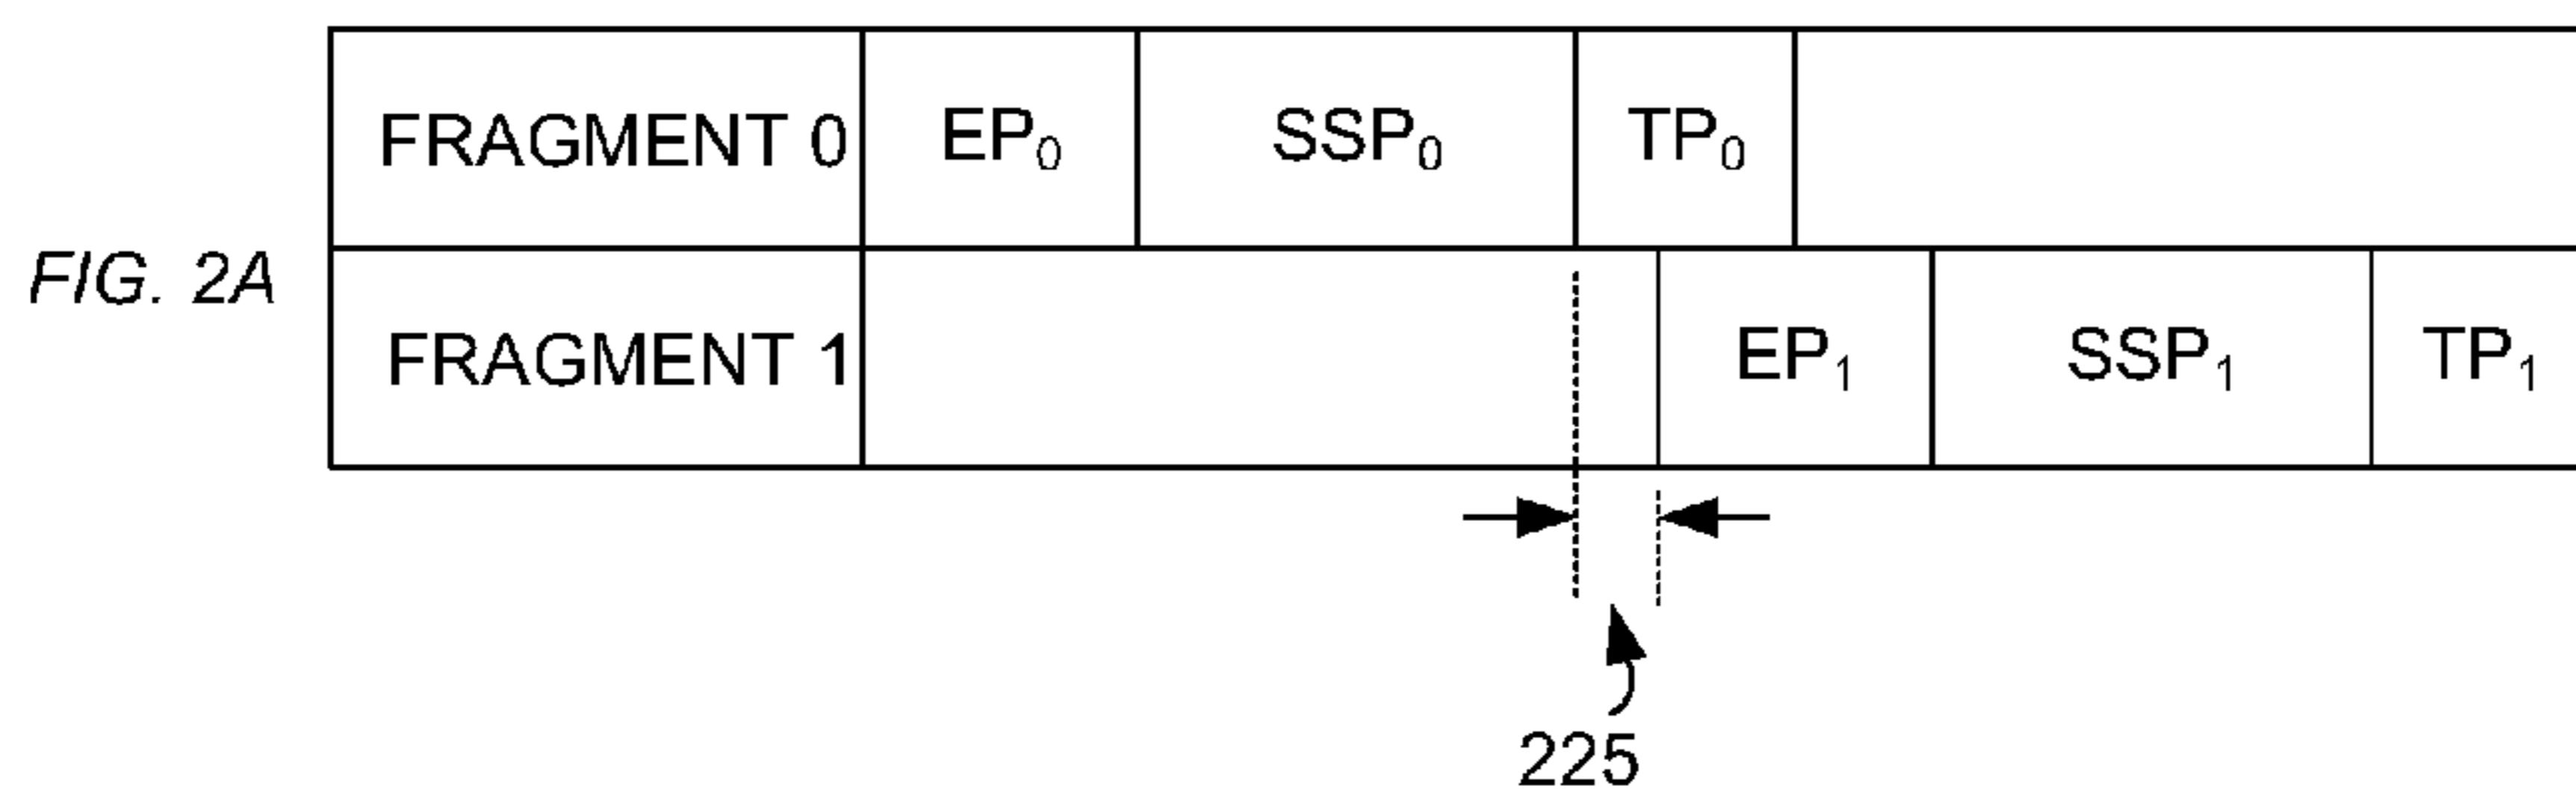 FRAGMENT 0 EP₀ SSP₀ TP₀
FIG. 2A
FRAGMENT 1 EP₁ SSP₁ TP₁
225